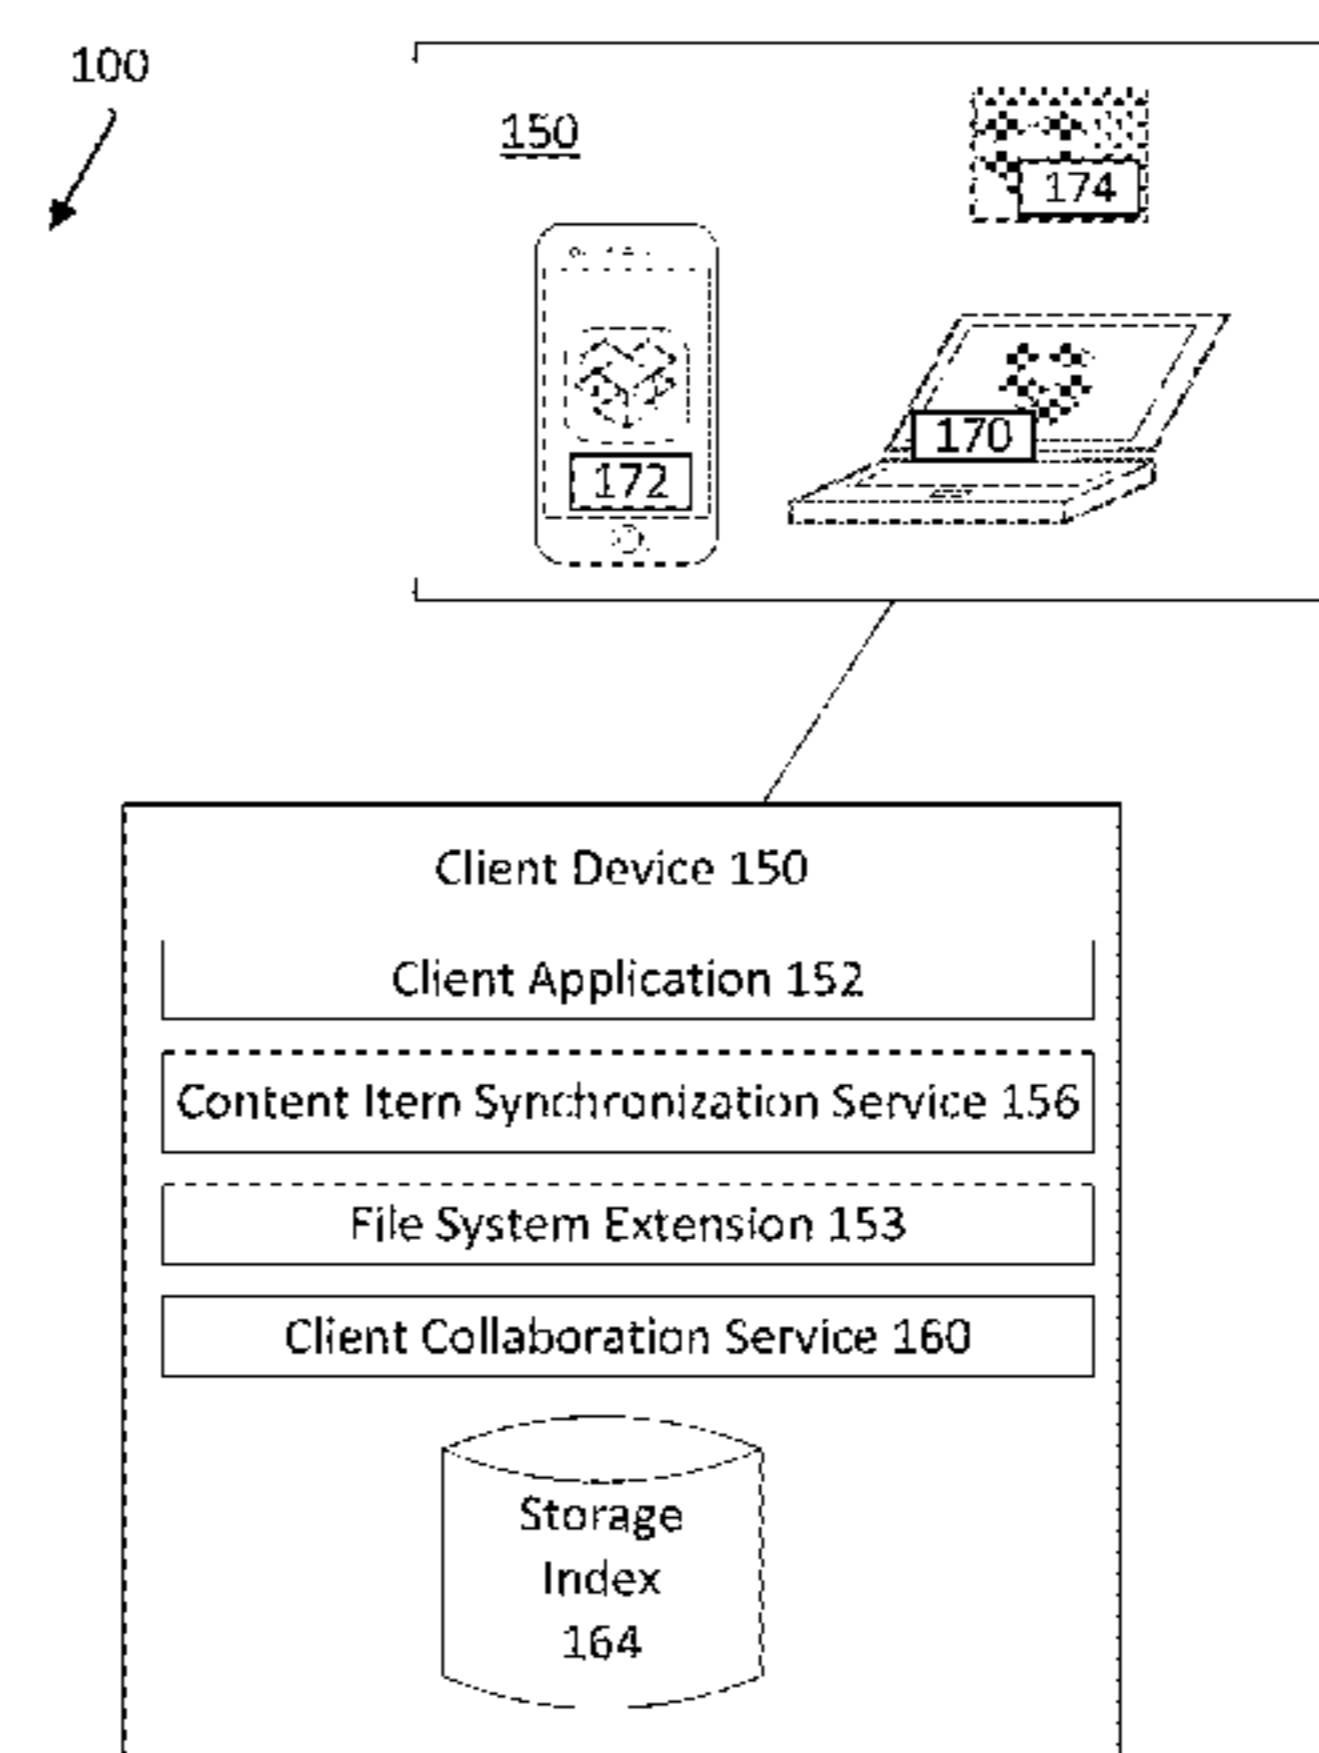 100
150
174
170
172
Client Device 150
Client Application 152
Content Item Synchronization Service 156
File System Extension 153
Client Collaboration Service 160
Storage
Index
164